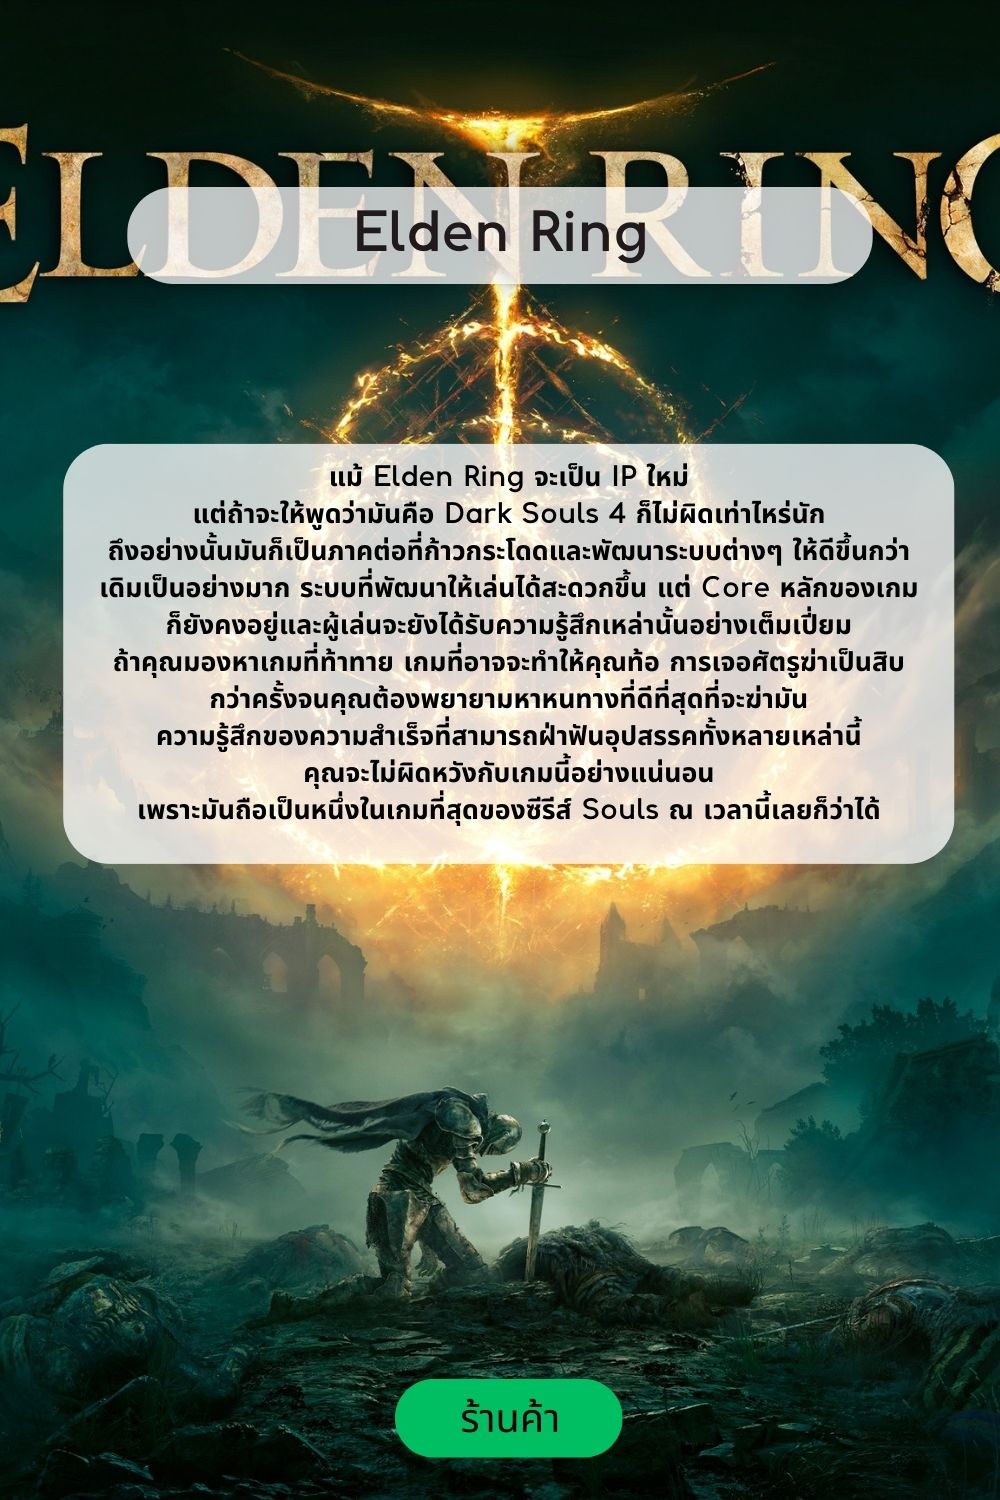 ELDEN RING
Elden Ring
แม้ Elden Ring จะเป็น IP ใหม่
แต่ถ้าจะให้พูดว่ามันคือ Dark Souls 4 ก็ไม่ผิดเท่าไหร่นัก
ถึงอย่างนั้นมันก็เป็นภาคต่อที่ก้าวกระโดดและพัฒนาระบบต่างๆ ให้ดีขึ้นกว่า
เดิมเป็นอย่างมาก ระบบที่พัฒนาให้เล่นได้สะดวกขึ้น แต่ Core หลักของเกม
ก็ยังคงอยู่และผู้เล่นจะยังได้รับความรู้สึกเหล่านั้นอย่างเต็มเปี่ยม
ถ้าคุณมองหาเกมที่ท้าทาย เกมที่อาจจะทำให้คุณท้อ การเจอศัตรูฆ่าเป็นสิบ
กว่าครั้งจนคุณต้องพยายามหาหนทางที่ดีที่สุดที่จะฆ่ามัน
ความรู้สึกของความสำเร็จที่สามารถฝ่าฟันอุปสรรคทั้งหลายเหล่านี้
คุณจะไม่ผิดหวังกับเกมนี้อย่างแน่นอน
เพราะมันถือเป็นหนึ่งในเกมที่สุดของซีรีส์ Souls ณ เวลานี้เลยก็ว่าได้
ร้านค้า